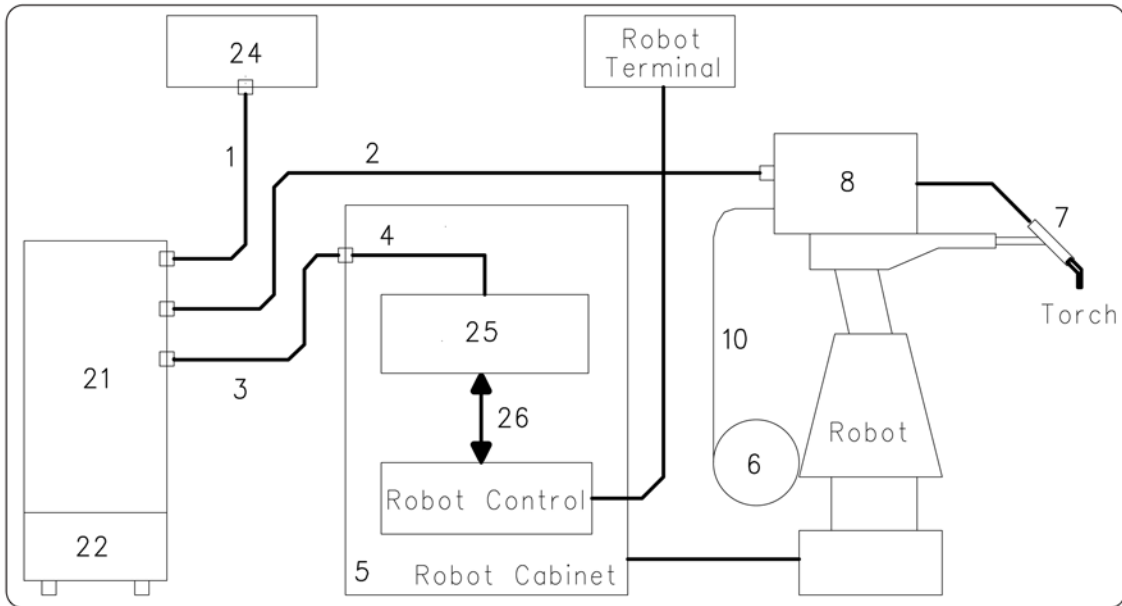 24
Robot
Terminal
1
2
8
7
4
Torch
25
10
21
3
26
Robot
6
Robot Control
22
5
Robot Cabinet